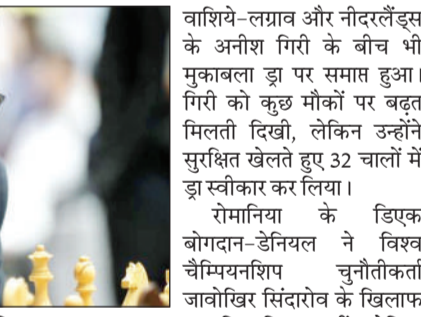 वाशिये-लग्राव और नीदरलैंड्स
के अनीश गिरी के बीच भी
मुकाबला ड्रा पर समाप्त हुआ।
गिरी को कुछ मौकों पर बढ़त
मिलती दिखी, लेकिन उन्होंने
सुरक्षित खेलते हुए 32 चालों में
ड्रा स्वीकार कर लिया।
रोमानिया के डिएक
बोगदान-डेनियल ने विश्व
चैम्पियनशिप चुनौतीकर्ता
जावोखिर सिंदारोव के खिलाफ